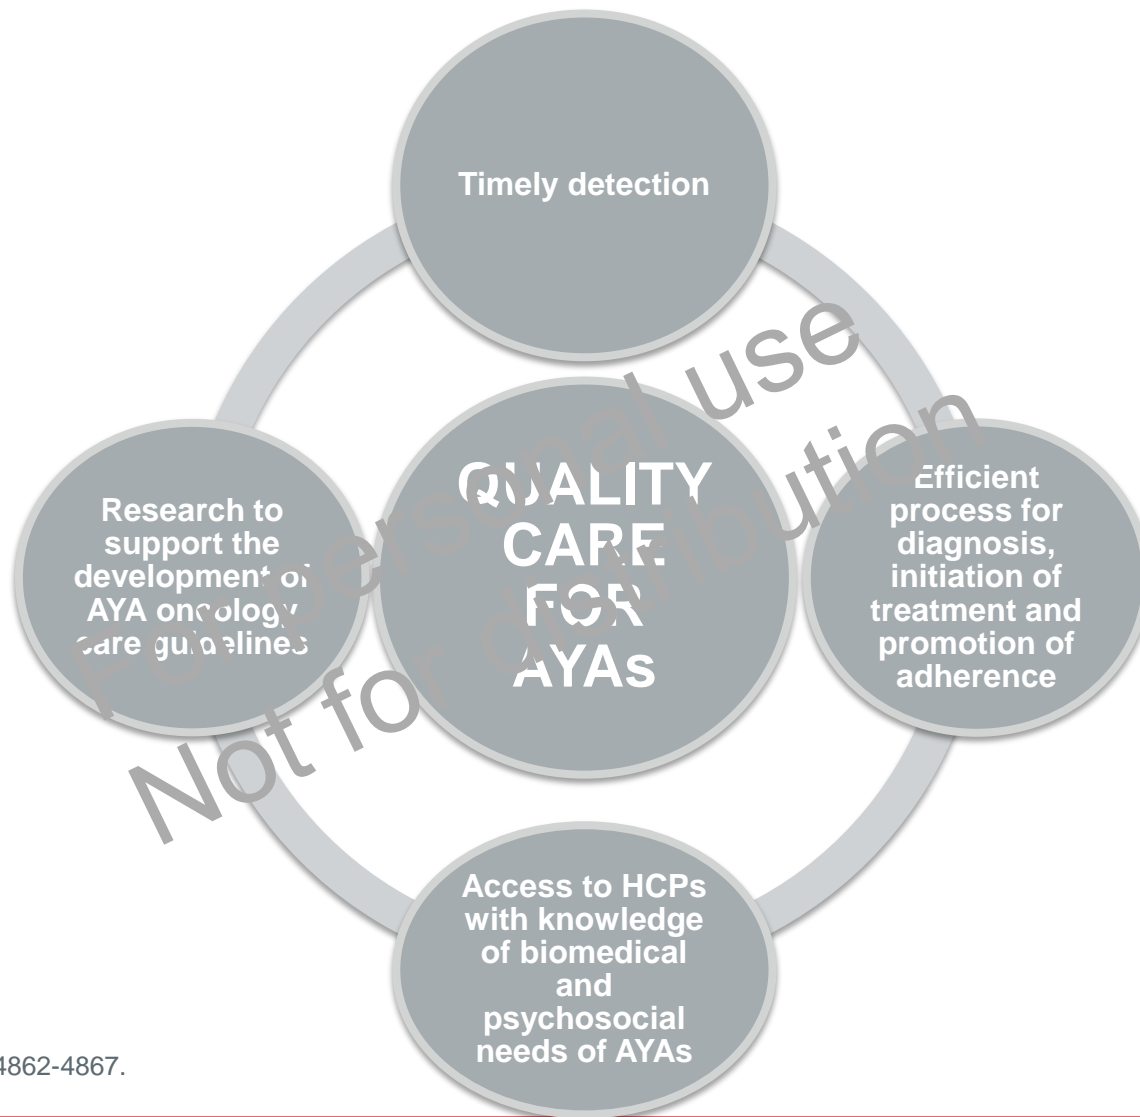 Timely detection
QUALITY
CARE
FOR
AYAs
Efficient
process for
diagnosis,
initiation of
treatment and
promotion of
adherence
Access to HCPs
with knowledge
of biomedical
and
psychosocial
needs of AYAs
Research to
support the
development of
AYA oncology
care guidelines
For personal use
Not for distribution
4862-4867.